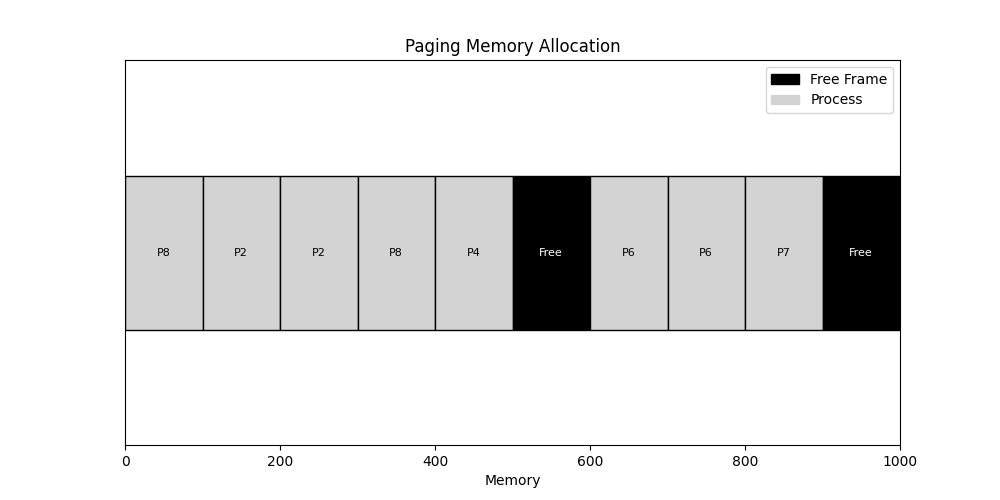 Paging Memory Allocation
Free Frame
Process
P8 P2 P2 P8 P4 Free P6 P6 P7 Free
0 200 400 600 800 1000
Memory